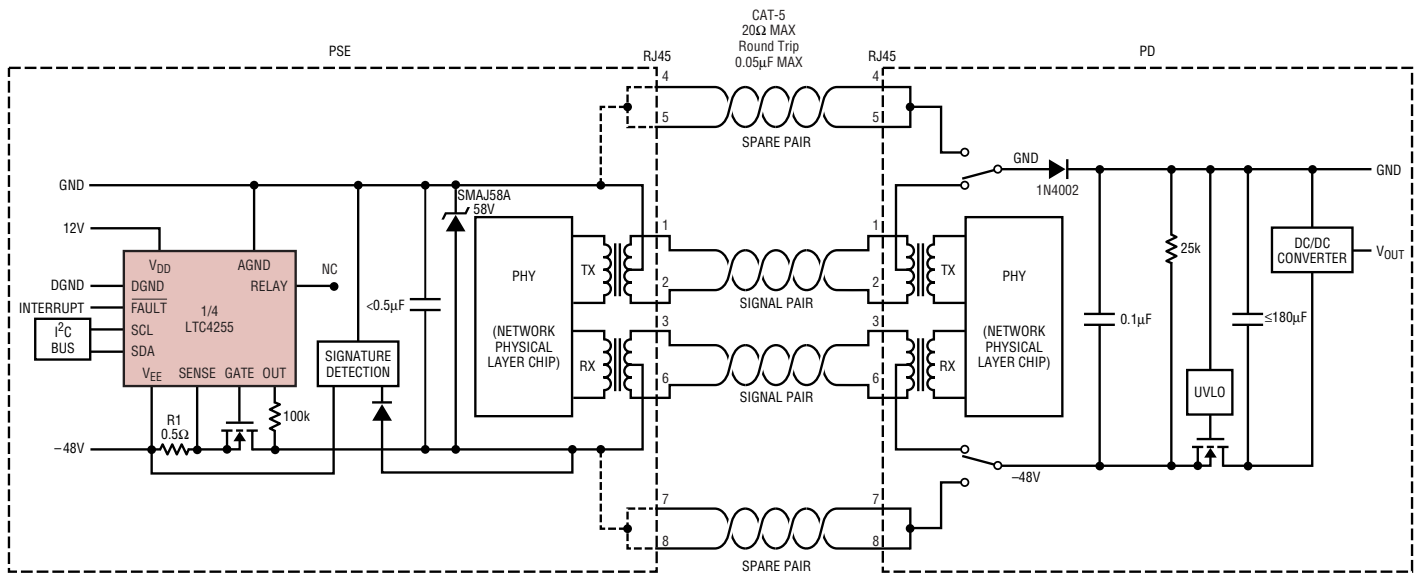 CAT-5
20Ω MAX
Round Trip
0.05µF MAX
PSE
RJ45
RJ45
PD
4
5
4
5
SPARE PAIR
GND
SMAJ58A
58V
12V
VDD
AGND
DGND
DGND
RELAY
NC
INTERRUPT
FAULT
1/4
LTC4255
I2C
BUS
SCL
SDA
VEE
SENSE
GATE
OUT
SIGNATURE
DETECTION
<0.5µF
100k
R1
0.5Ω
–48V
PHY
(NETWORK
PHYSICAL
LAYER CHIP)
TX
RX
1
2
3
6
SIGNAL PAIR
SIGNAL PAIR
1
2
3
6
TX
RX
PHY
(NETWORK
PHYSICAL
LAYER CHIP)
GND
1N4002
GND
25k
0.1µF
≤180µF
DC/DC
CONVERTER
VOUT
UVLO
–48V
7
8
7
8
SPARE PAIR